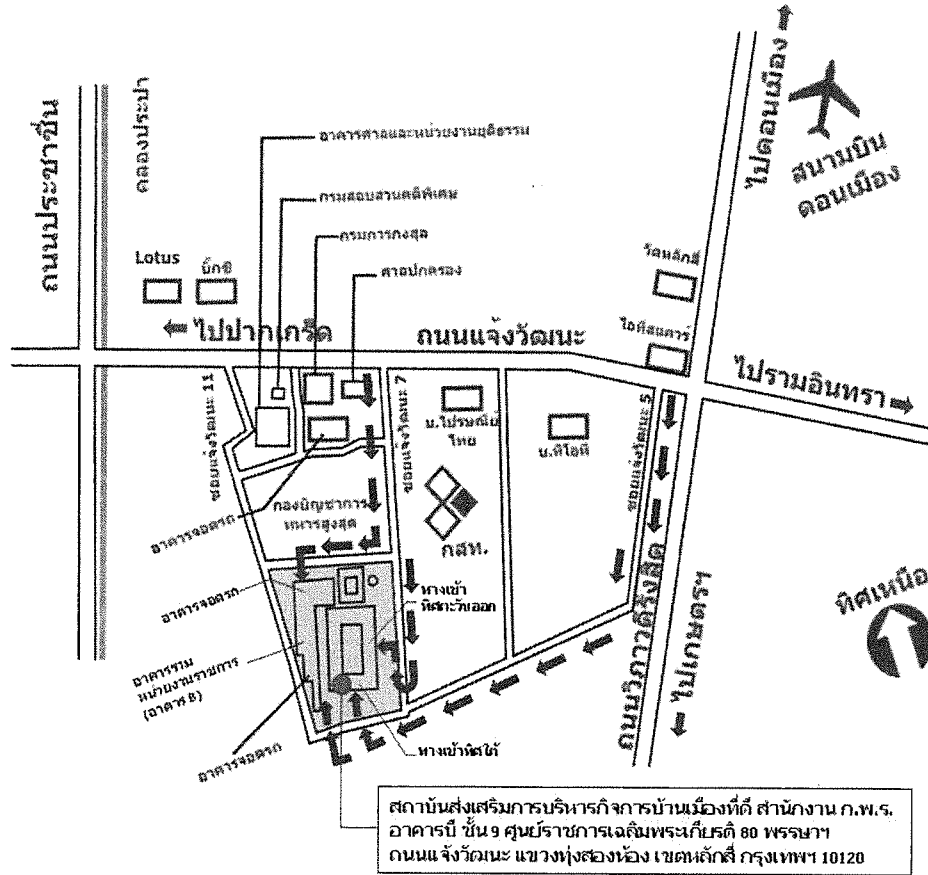 ถนนประชาชื่น
คลองประปา
อาคารศาลและหน่วยงานยุติธรรม
กรมสอบสวนคดีพิเศษ
กรมการกงสุล
ศาลปกครอง
Lotus
บิ๊กซี
ไปดอนเมือง
สนามบิน
ดอนเมือง
วัดหลักสี่
ไอทีสแควร์
ไปปากเกร็ด
ถนนแจ้งวัฒนะ
ไปรามอินทรา
ซอยแจ้งวัฒนะ 11
ซอยแจ้งวัฒนะ 7
บ.ไปรษณีย์
ไทย
บ.ทีโอที
ซอยแจ้งวัฒนะ 5
อาคารจอดรถ
กองบัญชาการ
ทหารสูงสุด
กสท.
ทิศเหนือ
อาคารจอดรถ
ทางเข้า
ทิศตะวันออก
อาคารรวม
หน่วยงานราชการ
(อาคาร B)
อาคารจอดรถ
ทางเข้าทิศใต้
ถนนวิภาวดีรังสิต
ไปเกษตรฯ
สถาบันส่งเสริมการบริหารกิจการบ้านเมืองที่ดี สำนักงาน ก.พ.ร.
อาคารบี ชั้น 9 ศูนย์ราชการเฉลิมพระเกียรติ 80 พรรษาฯ
ถนนแจ้งวัฒนะ แขวงทุ่งสองห้อง เขตหลักสี่ กรุงเทพฯ 10120